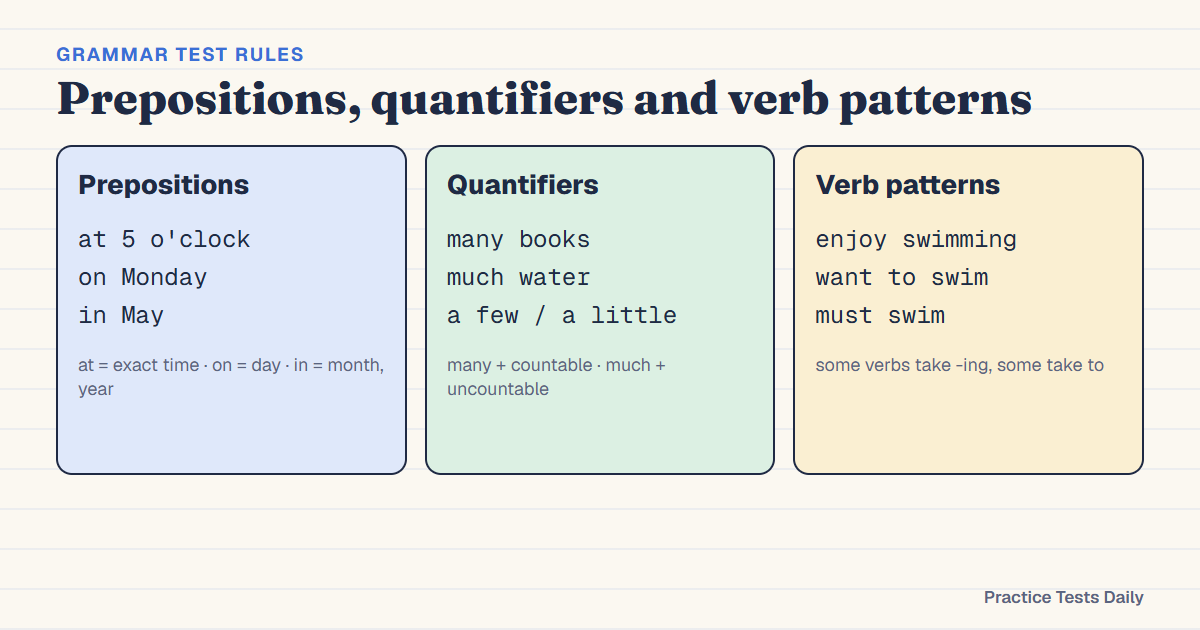 GRAMMAR TEST RULES
Prepositions, quantifiers and verb patterns
Prepositions
at 5 o'clock
on Monday
in May
at = exact time · on = day · in = month,
year
Quantifiers
many books
much water
a few / a little
many + countable · much +
uncountable
Verb patterns
enjoy swimming
want to swim
must swim
some verbs take -ing, some take to
Practice Tests Daily